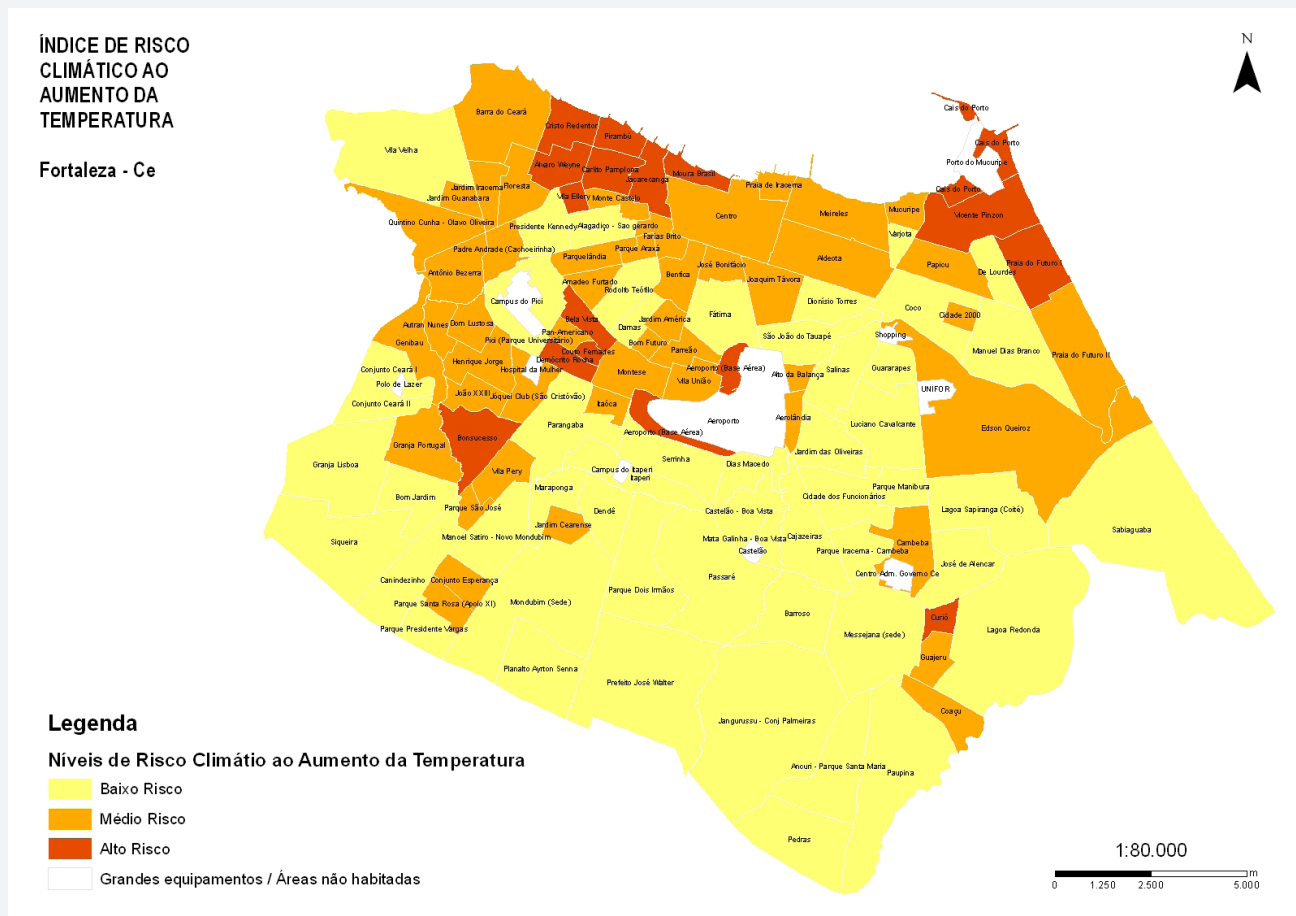 ÍNDICE DE RISCO
CLIMÁTICO AO
AUMENTO DA
TEMPERATURA
Fortaleza - Ce
N
Cais do Porto
Barra do Ceará
Cristo Redentor
Pirambú
Cais do Porto
Vila Velha
Álvaro Weyne
Carlito Pamplona
Jacarecanga
Moura Brasil
Porto do Mucuripe
Jardim Iracema
Floresta
Praia de Iracema
Cais do Porto
Jardim Guanabara
Vila Ellery
Monte Castelo
Centro
Meireles
Mucuripe
Vicente Pinzon
Quintino Cunha - Olavo Oliveira
Presidente Kennedy
Alagadiço - Sao gerardo
Farias Brito
Varjota
Padre Andrade (Cachoeirinha)
Parque Araxá
Parquelândia
Aldeota
Papicu
De Lourdes
Praia do Futuro I
Antônio Bezerra
Amadeo Furtado
Rodolfo Teófilo
Benfica
José Bonifácio
Joaquim Távora
Campus do Pici
Dionísio Torres
Coco
Cidade 2000
Autran Nunes
Dom Lustosa
Bela Vista
Damas
Jardim América
Fátima
Pan-Americano
Pici (Parque Universitário)
Bom Futuro
São João do Tauapé
Shopping
Genibau
Couto Fernades
Parreão
Manuel Dias Branco
Praia do Futuro II
Henrique Jorge
Demócrito Rocha
Hospital da Mulher
Montese
Aeroporto (Base Aérea)
Alto da Balança
Salinas
Guararapes
Conjunto Ceará I
Polo de Lazer
Vila União
UNIFOR
João XXIII
Jóquei Club (São Cristóvão)
Itaóca
Conjunto Ceará II
Parangaba
Aeroporto
Aerolândia
Luciano Cavalcante
Edson Queiroz
Aeroporto (Base Aérea)
Bonsucesso
Granja Portugal
Jardim das Oliveiras
Granja Lisboa
Vila Pery
Serrinha
Dias Macedo
Campus do Itaperi
Itaperi
Maraponga
Parque Manibura
Bom Jardim
Cidade dos Funcionários
Parque São José
Dendê
Castelão - Boa Vista
Lagoa Sapiranga (Coité)
Jardim Cearense
Sabiaguaba
Siqueira
Manoel Satiro - Novo Mondubim
Mata Galinha - Boa Vista
Cajazeiras
Castelão
Parque Iracema - Cambeba
Cambeba
José de Alencar
Canindezinho
Conjunto Esperança
Passaré
Centro Adm. Governo Ce
Parque Dois Irmãos
Parque Santa Rosa (Apolo XI)
Mondubim (Sede)
Barroso
Curió
Parque Presidente Vargas
Messejana (sede)
Lagoa Redonda
Guajeru
Planalto Ayrton Senna
Prefeito José Walter
Coaçu
Jangurussu - Conj Palmeiras
Ancuri - Parque Santa Maria
Paupina
Pedras
Legenda
Níveis de Risco Climátio ao Aumento da Temperatura
Baixo Risco
Médio Risco
Alto Risco
Grandes equipamentos / Áreas não habitadas
1:80.000
m
0 1.250 2.500 5.000